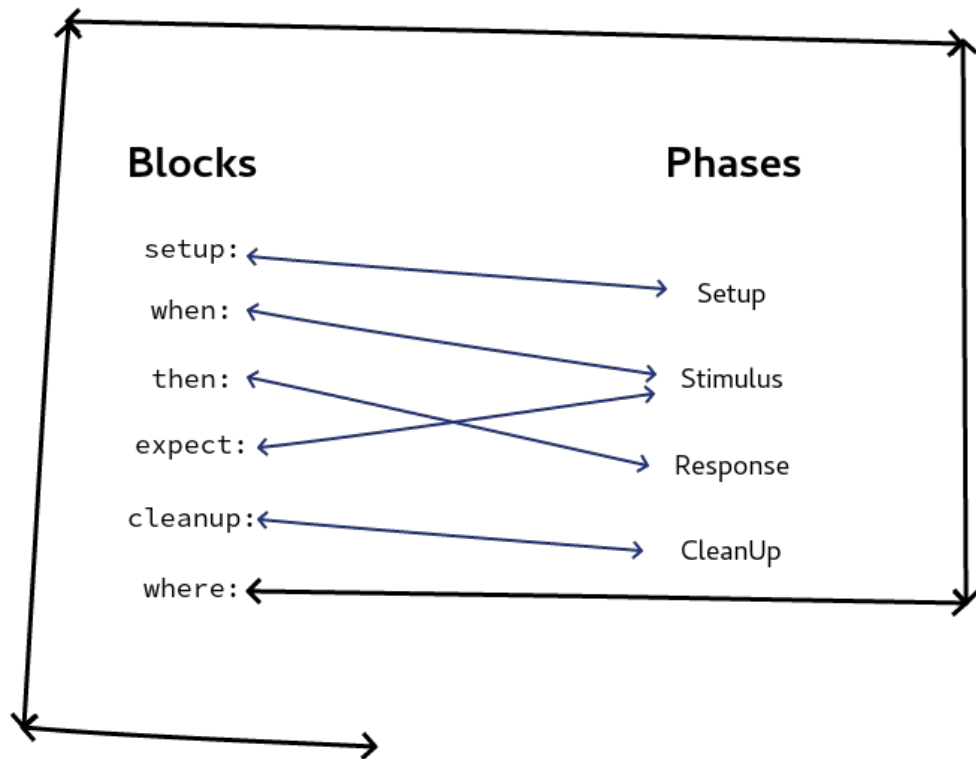 Blocks
Phases
setup:
Setup
when:
Stimulus
then:
expect:
Response
cleanup:
CleanUp
where: